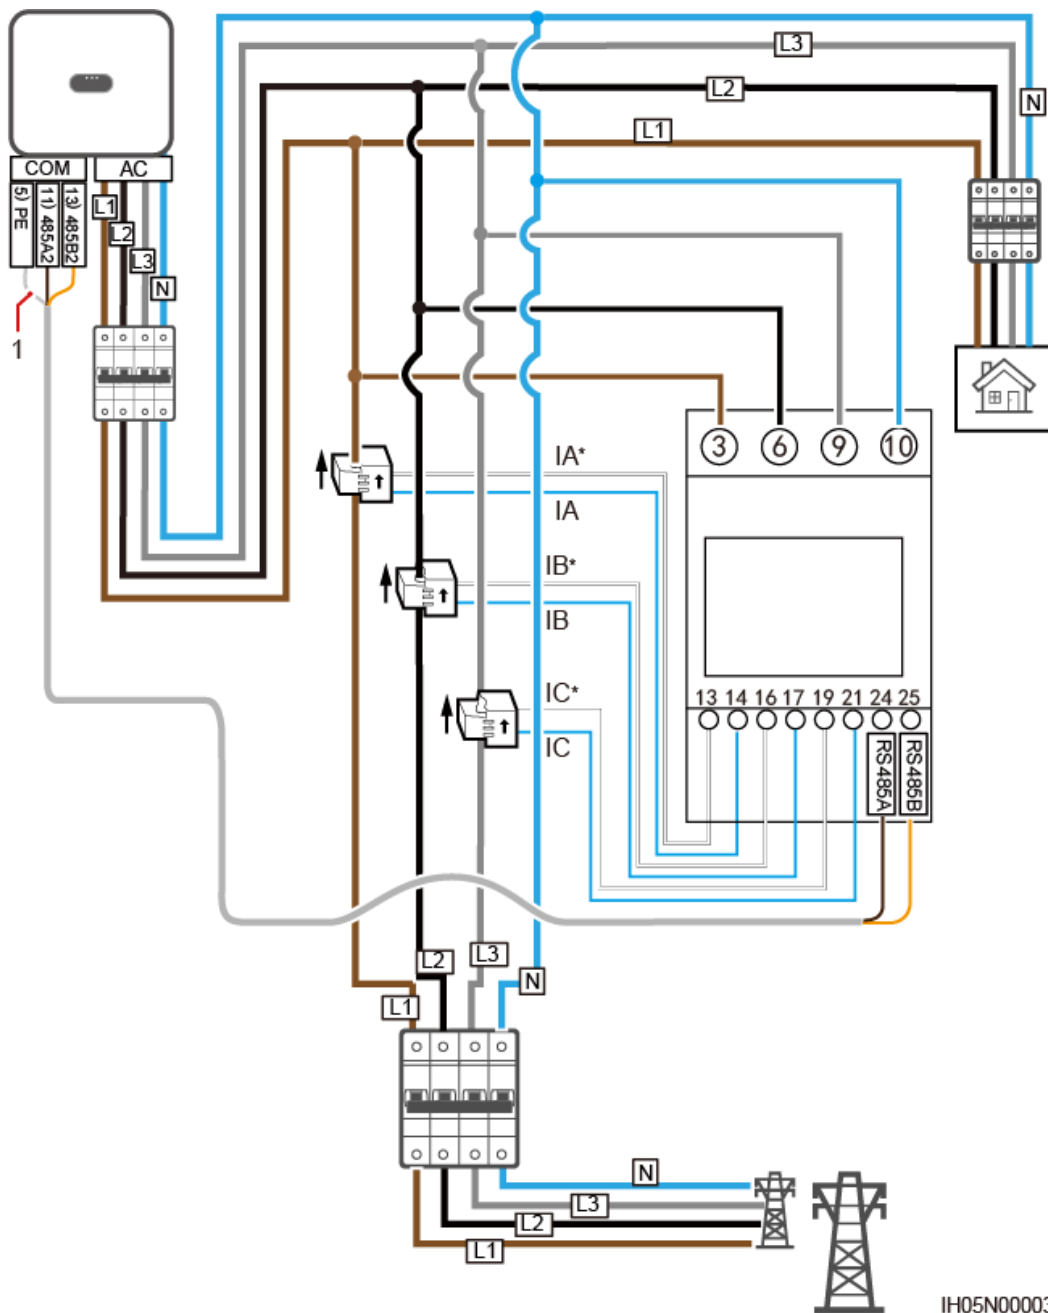 L3
L2
N
L1
COM
AC
5) PE
11) 485A2
13) 485B2
L1
L2
L3
N
1
3
6
9
10
IA*
IA
IB*
IB
IC*
IC
13 14 16 17 19 21 24 25
RS485A
RS485B
L2
L3
N
L1
N
L3
L2
L1
IH05N00003